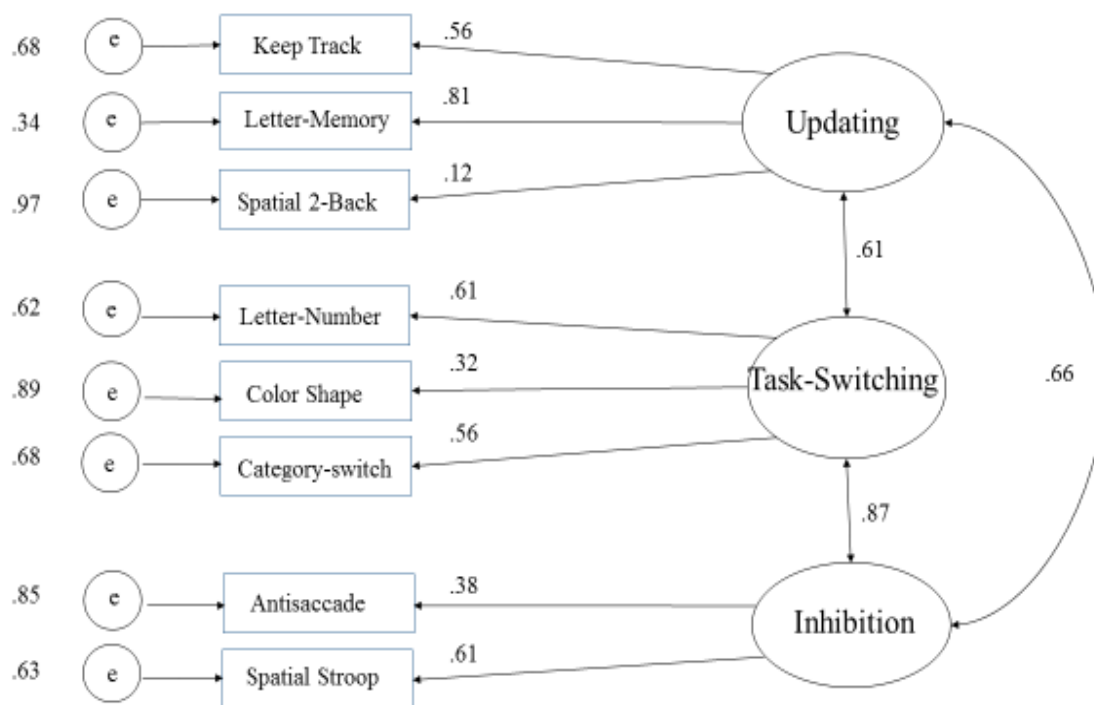 .68 e Keep Track .56
.34 e Letter-Memory .81
Updating
.97 e Spatial 2-Back .12
.61
.62 e Letter-Number .61
.89 e Color Shape .32
Task-Switching
.66
.68 e Category-switch .56
.87
.85 e Antisaccade .38
Inhibition
.63 e Spatial Stroop .61